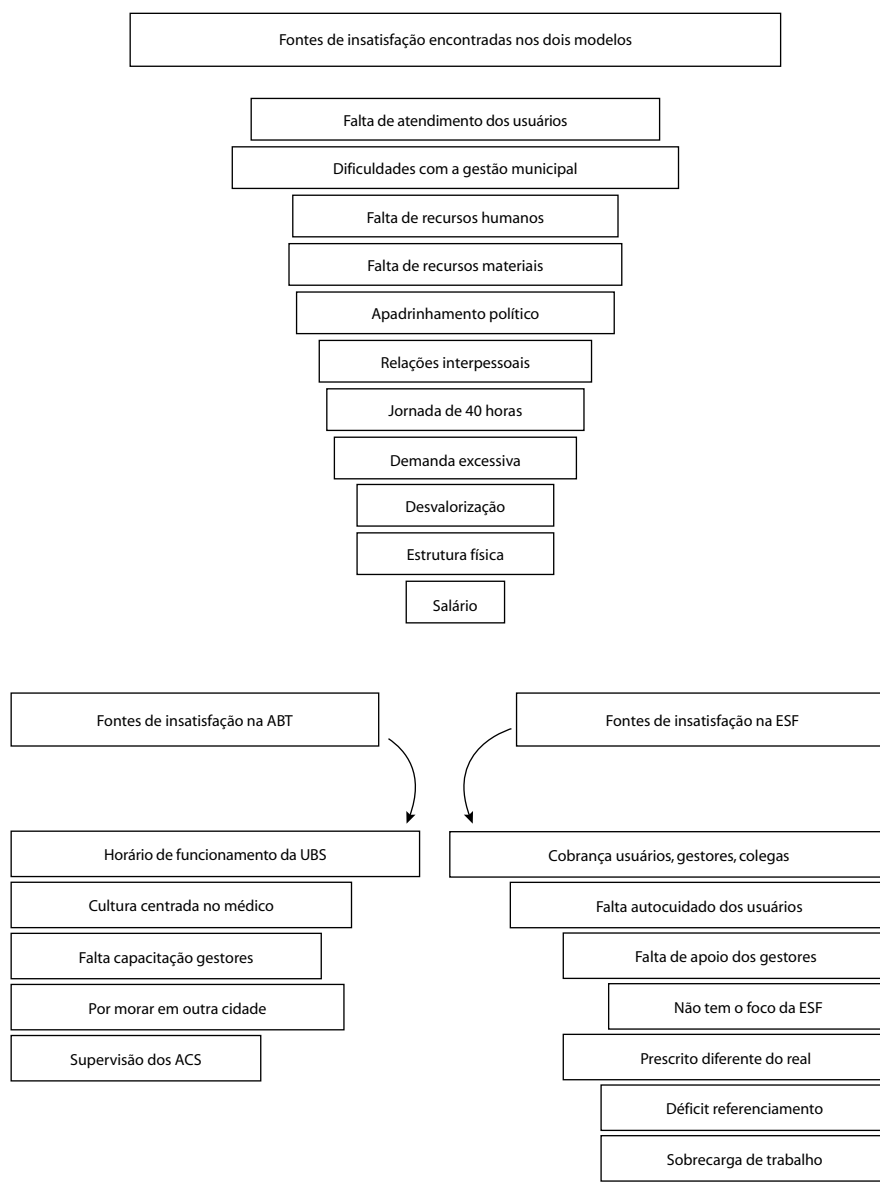 Fontes de insatisfação encontradas nos dois modelos
Falta de atendimento dos usuários
Dificuldades com a gestão municipal
Falta de recursos humanos
Falta de recursos materiais
Apadrinhamento político
Relações interpessoais
Jornada de 40 horas
Demanda excessiva
Desvalorização
Estrutura física
Salário
Fontes de insatisfação na ABT
Horário de funcionamento da UBS
Cultura centrada no médico
Falta capacitação gestores
Por morar em outra cidade
Supervisão dos ACS
Fontes de insatisfação na ESF
Cobrança usuários, gestores, colegas
Falta autocuidado dos usuários
Falta de apoio dos gestores
Não tem o foco da ESF
Prescrito diferente do real
Déficit referenciamento
Sobrecarga de trabalho